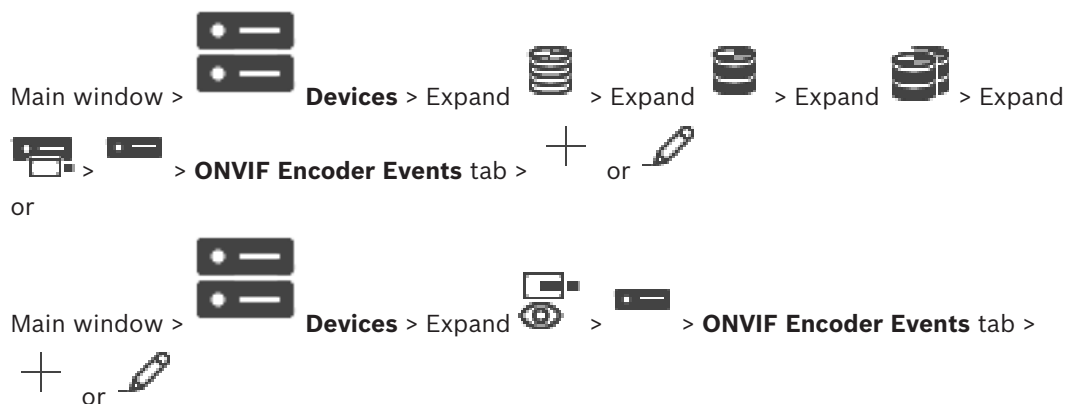 Main window > Devices > Expand > Expand > Expand > Expand
> > ONVIF Encoder Events tab > or
or
Main window > Devices > Expand > > ONVIF Encoder Events tab >
or